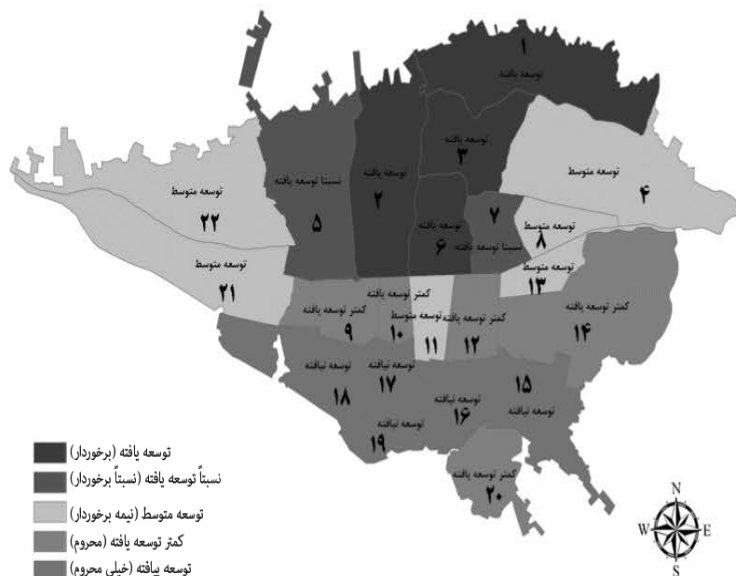 ۱
توسعه یافته
توسعه یافته
۳
توسعه متوسط
۴
توسعه یافته
۲
نسبتا توسعه یافته
۵
توسعه متوسط
۲۲
توسعه یافته
۶
۷
نسبتا توسعه یافته
توسعه متوسط
۸
توسعه متوسط
۲۱
توسعه متوسط
۱۳
کمتر توسعه یافته
۱۴
کمتر توسعه یافته
۹
کمتر توسعه یافته
۱۰
توسعه متوسط
۱۱
کمتر توسعه یافته
۱۲
توسعه نیافته
۱۸
توسعه نیافته
۱۷
توسعه نیافته
۱۶
۱۵
توسعه نیافته
توسعه نیافته
۱۹
کمتر توسعه یافته
۲۰
توسعه یافته (برخوردار)
نسبتاً توسعه یافته (نسبتاً برخوردار)
توسعه متوسط (نیمه برخوردار)
کمتر توسعه یافته (محروم)
توسعه نیافته (خیلی محروم)
N
W E
S